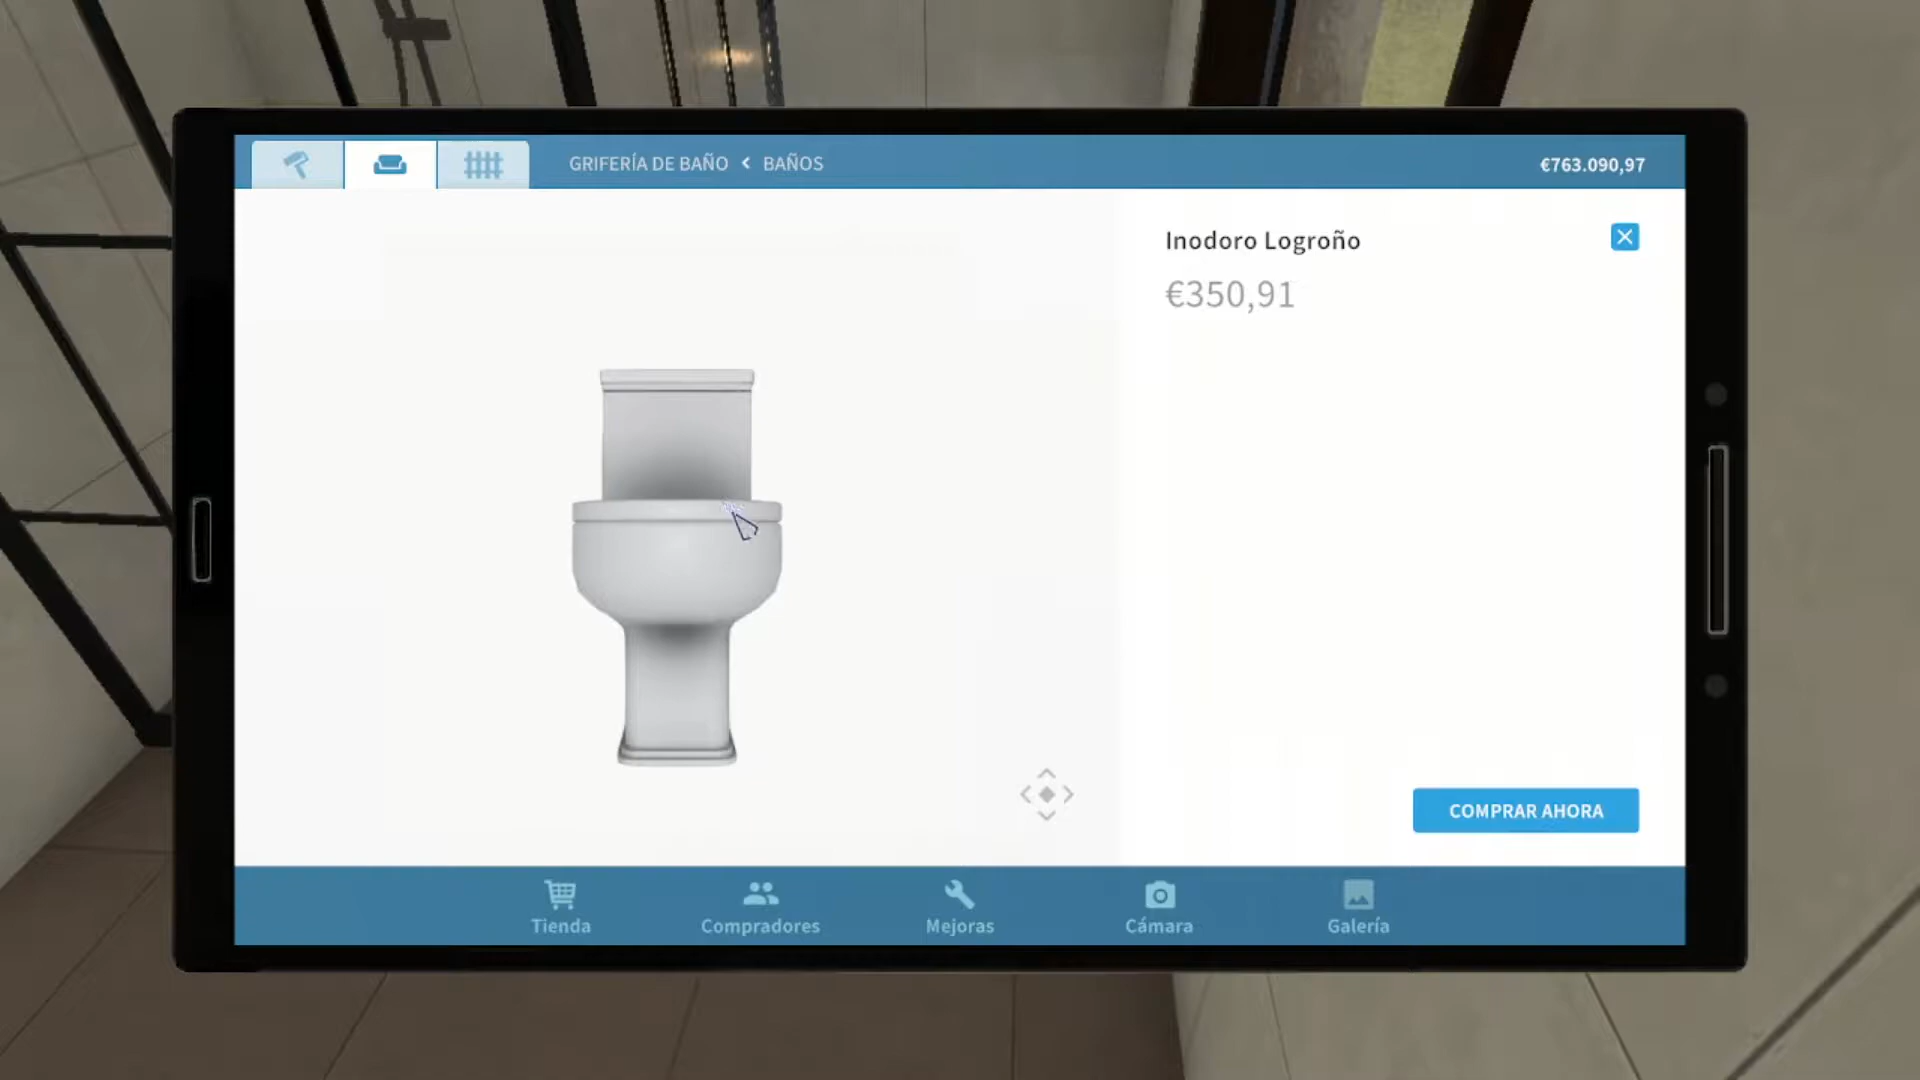 GRIFERÍA DE BAÑO < BAÑOS
€763.090,97
Inodoro Logroño
€350,91
COMPRAR AHORA
Tienda
Compradores
Mejoras
Cámara
Galería